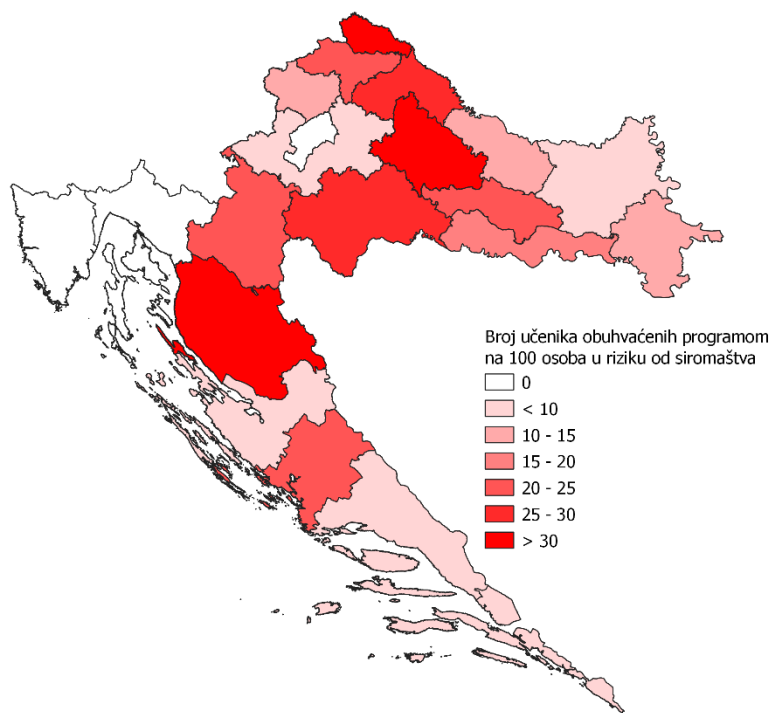 Broj učenika obuhvaćenih programom
na 100 osoba u riziku od siromaštva
0
< 10
10 - 15
15 - 20
20 - 25
25 - 30
> 30